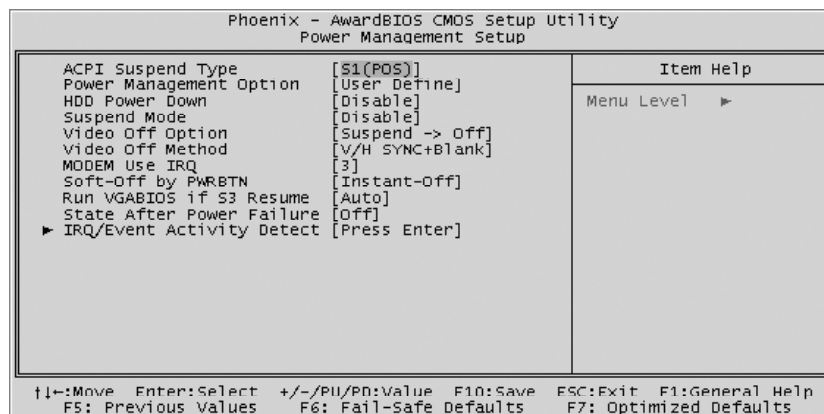 Phoenix - AwardBIOS CMOS Setup Utility
Power Management Setup
ACPI Suspend Type [S1(POS)]
Power Management Option [User Define]
HDD Power Down [Disable]
Suspend Mode [Disable]
Video Off Option [Suspend -> Off]
Video Off Method [V/H SYNC+Blank]
MODEM Use IRQ [3]
Soft-Off by PWRBTN [Instant-Off]
Run VGABIOS if S3 Resume [Auto]
State After Power Failure [Off]
► IRQ/Event Activity Detect [Press Enter]
Item Help
Menu Level ►
↑↓←:Move Enter:Select +/-/PU/PD:Value F10:Save ESC:Exit F1:General Help
F5: Previous Values F6: Fail-Safe Defaults F7: Optimized Defaults